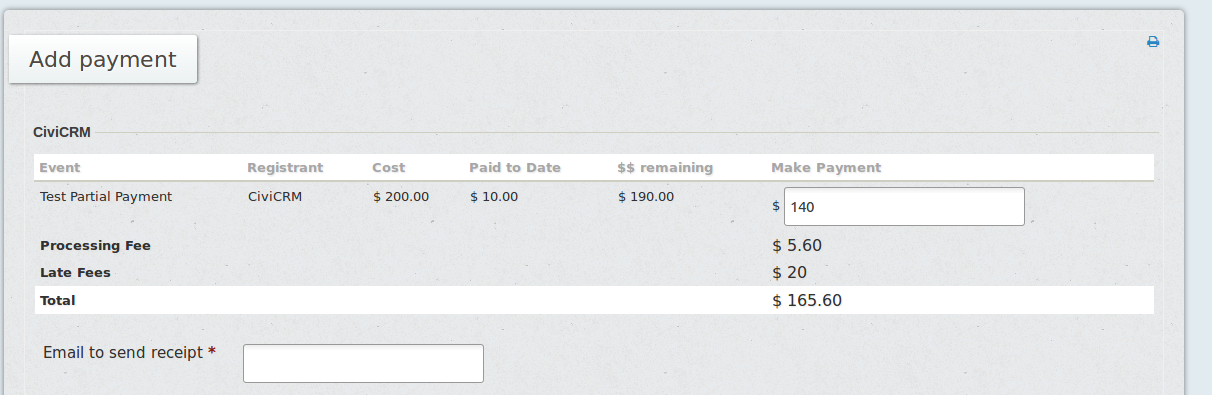 Add payment
CiviCRM
Event Registrant Cost Paid to Date $$ remaining Make Payment
Test Partial Payment CiviCRM $ 200.00 $ 10.00 $ 190.00 $ 140
Processing Fee $ 5.60
Late Fees $ 20
Total $ 165.60
Email to send receipt *